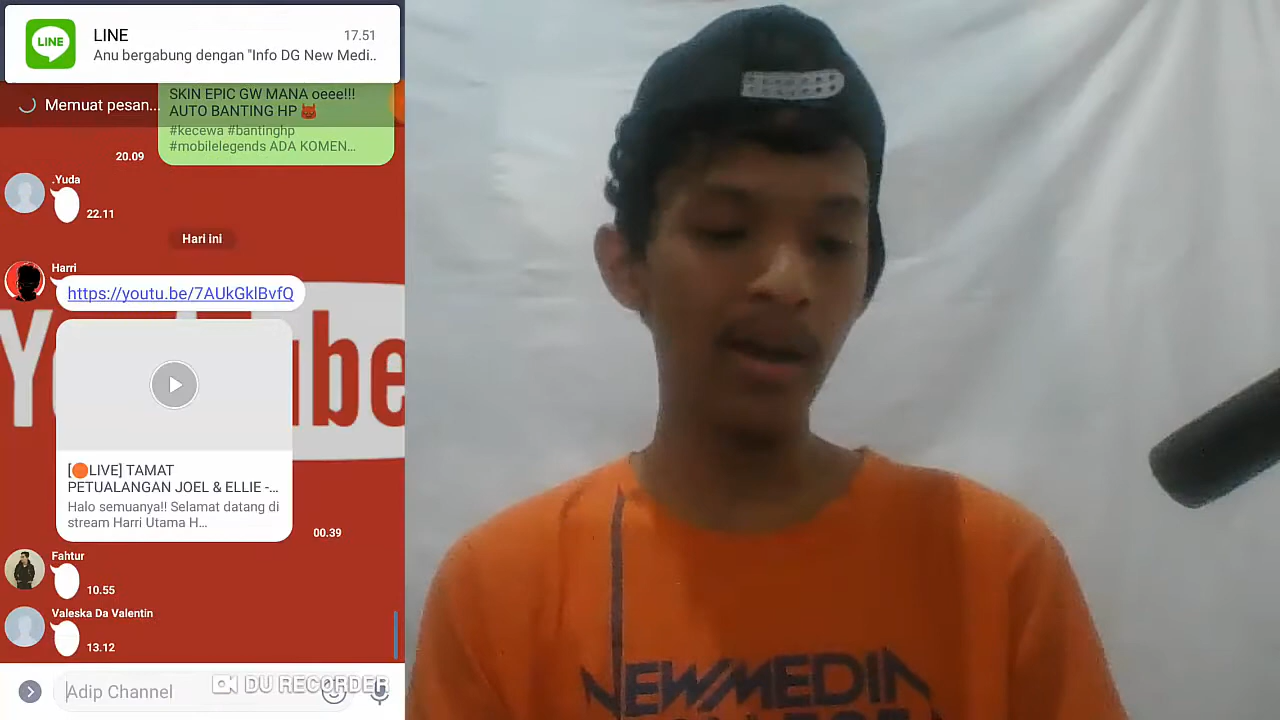 LINE
LINE
17.51
Anu bergabung dengan "Info DG New Medi..
Memuat pesan...
SKIN EPIC GW MANA oeee!!!
AUTO BANTING HP 👹
#kecewa #bantinghp
#mobilelegends ADA KOMEN...
20.09
.Yuda
22.11
Hari ini
Harri
https://youtu.be/7AUkGklBvfQ
[🟠LIVE] TAMAT
PETUALANGAN JOEL & ELLIE -...
Halo semuanya!! Selamat datang di
stream Harri Utama H...
00.39
Fahtur
10.55
Valeska Da Valentin
13.12
Adip Channel
DU RECORDER
NEWMEDIA